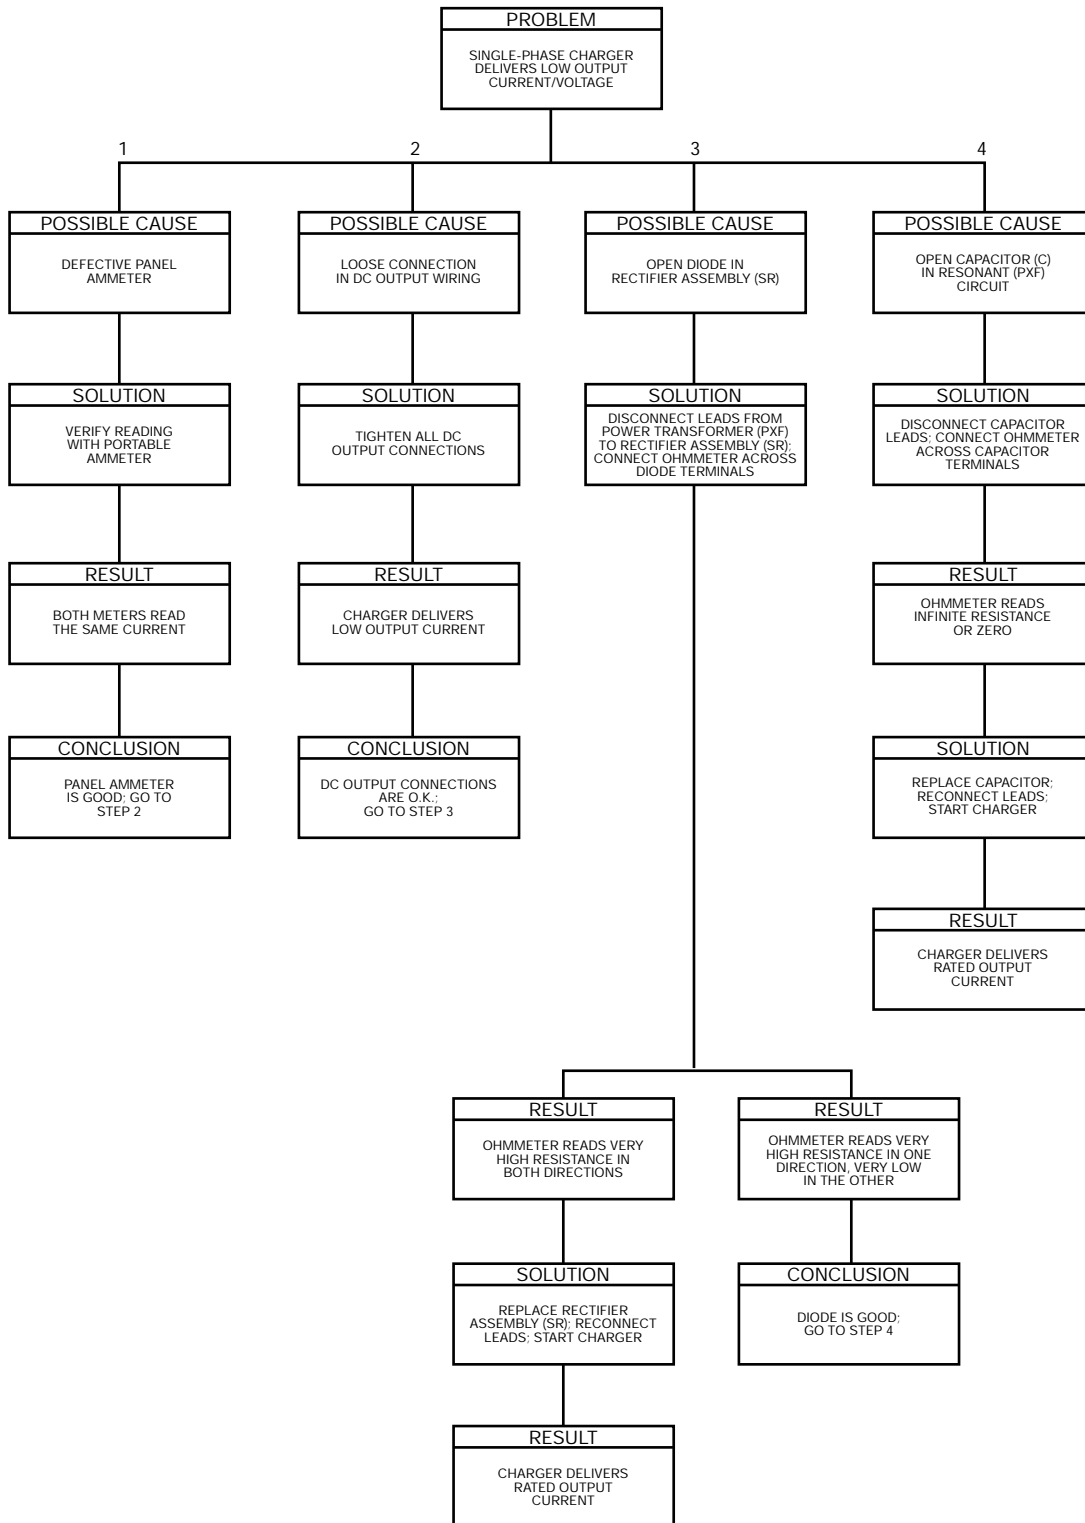 PROBLEM
SINGLE-PHASE CHARGER
DELIVERS LOW OUTPUT
CURRENT/VOLTAGE
1
2
3
4
POSSIBLE CAUSE
DEFECTIVE PANEL
AMMETER
SOLUTION
VERIFY READING
WITH PORTABLE
AMMETER
RESULT
BOTH METERS READ
THE SAME CURRENT
CONCLUSION
PANEL AMMETER
IS GOOD; GO TO
STEP 2
POSSIBLE CAUSE
LOOSE CONNECTION
IN DC OUTPUT WIRING
SOLUTION
TIGHTEN ALL DC
OUTPUT CONNECTIONS
RESULT
CHARGER DELIVERS
LOW OUTPUT CURRENT
CONCLUSION
DC OUTPUT CONNECTIONS
ARE O.K.;
GO TO STEP 3
POSSIBLE CAUSE
OPEN DIODE IN
RECTIFIER ASSEMBLY (SR)
SOLUTION
DISCONNECT LEADS FROM
POWER TRANSFORMER (PXF)
TO RECTIFIER ASSEMBLY (SR);
CONNECT OHMMETER ACROSS
DIODE TERMINALS
RESULT
OHMMETER READS VERY
HIGH RESISTANCE IN
BOTH DIRECTIONS
SOLUTION
REPLACE RECTIFIER
ASSEMBLY (SR); RECONNECT
LEADS; START CHARGER
RESULT
CHARGER DELIVERS
RATED OUTPUT
CURRENT
RESULT
OHMMETER READS VERY
HIGH RESISTANCE IN ONE
DIRECTION, VERY LOW
IN THE OTHER
CONCLUSION
DIODE IS GOOD;
GO TO STEP 4
POSSIBLE CAUSE
OPEN CAPACITOR (C)
IN RESONANT (PXF)
CIRCUIT
SOLUTION
DISCONNECT CAPACITOR
LEADS; CONNECT OHMMETER
ACROSS CAPACITOR
TERMINALS
RESULT
OHMMETER READS
INFINITE RESISTANCE
OR ZERO
SOLUTION
REPLACE CAPACITOR;
RECONNECT LEADS;
START CHARGER
RESULT
CHARGER DELIVERS
RATED OUTPUT
CURRENT